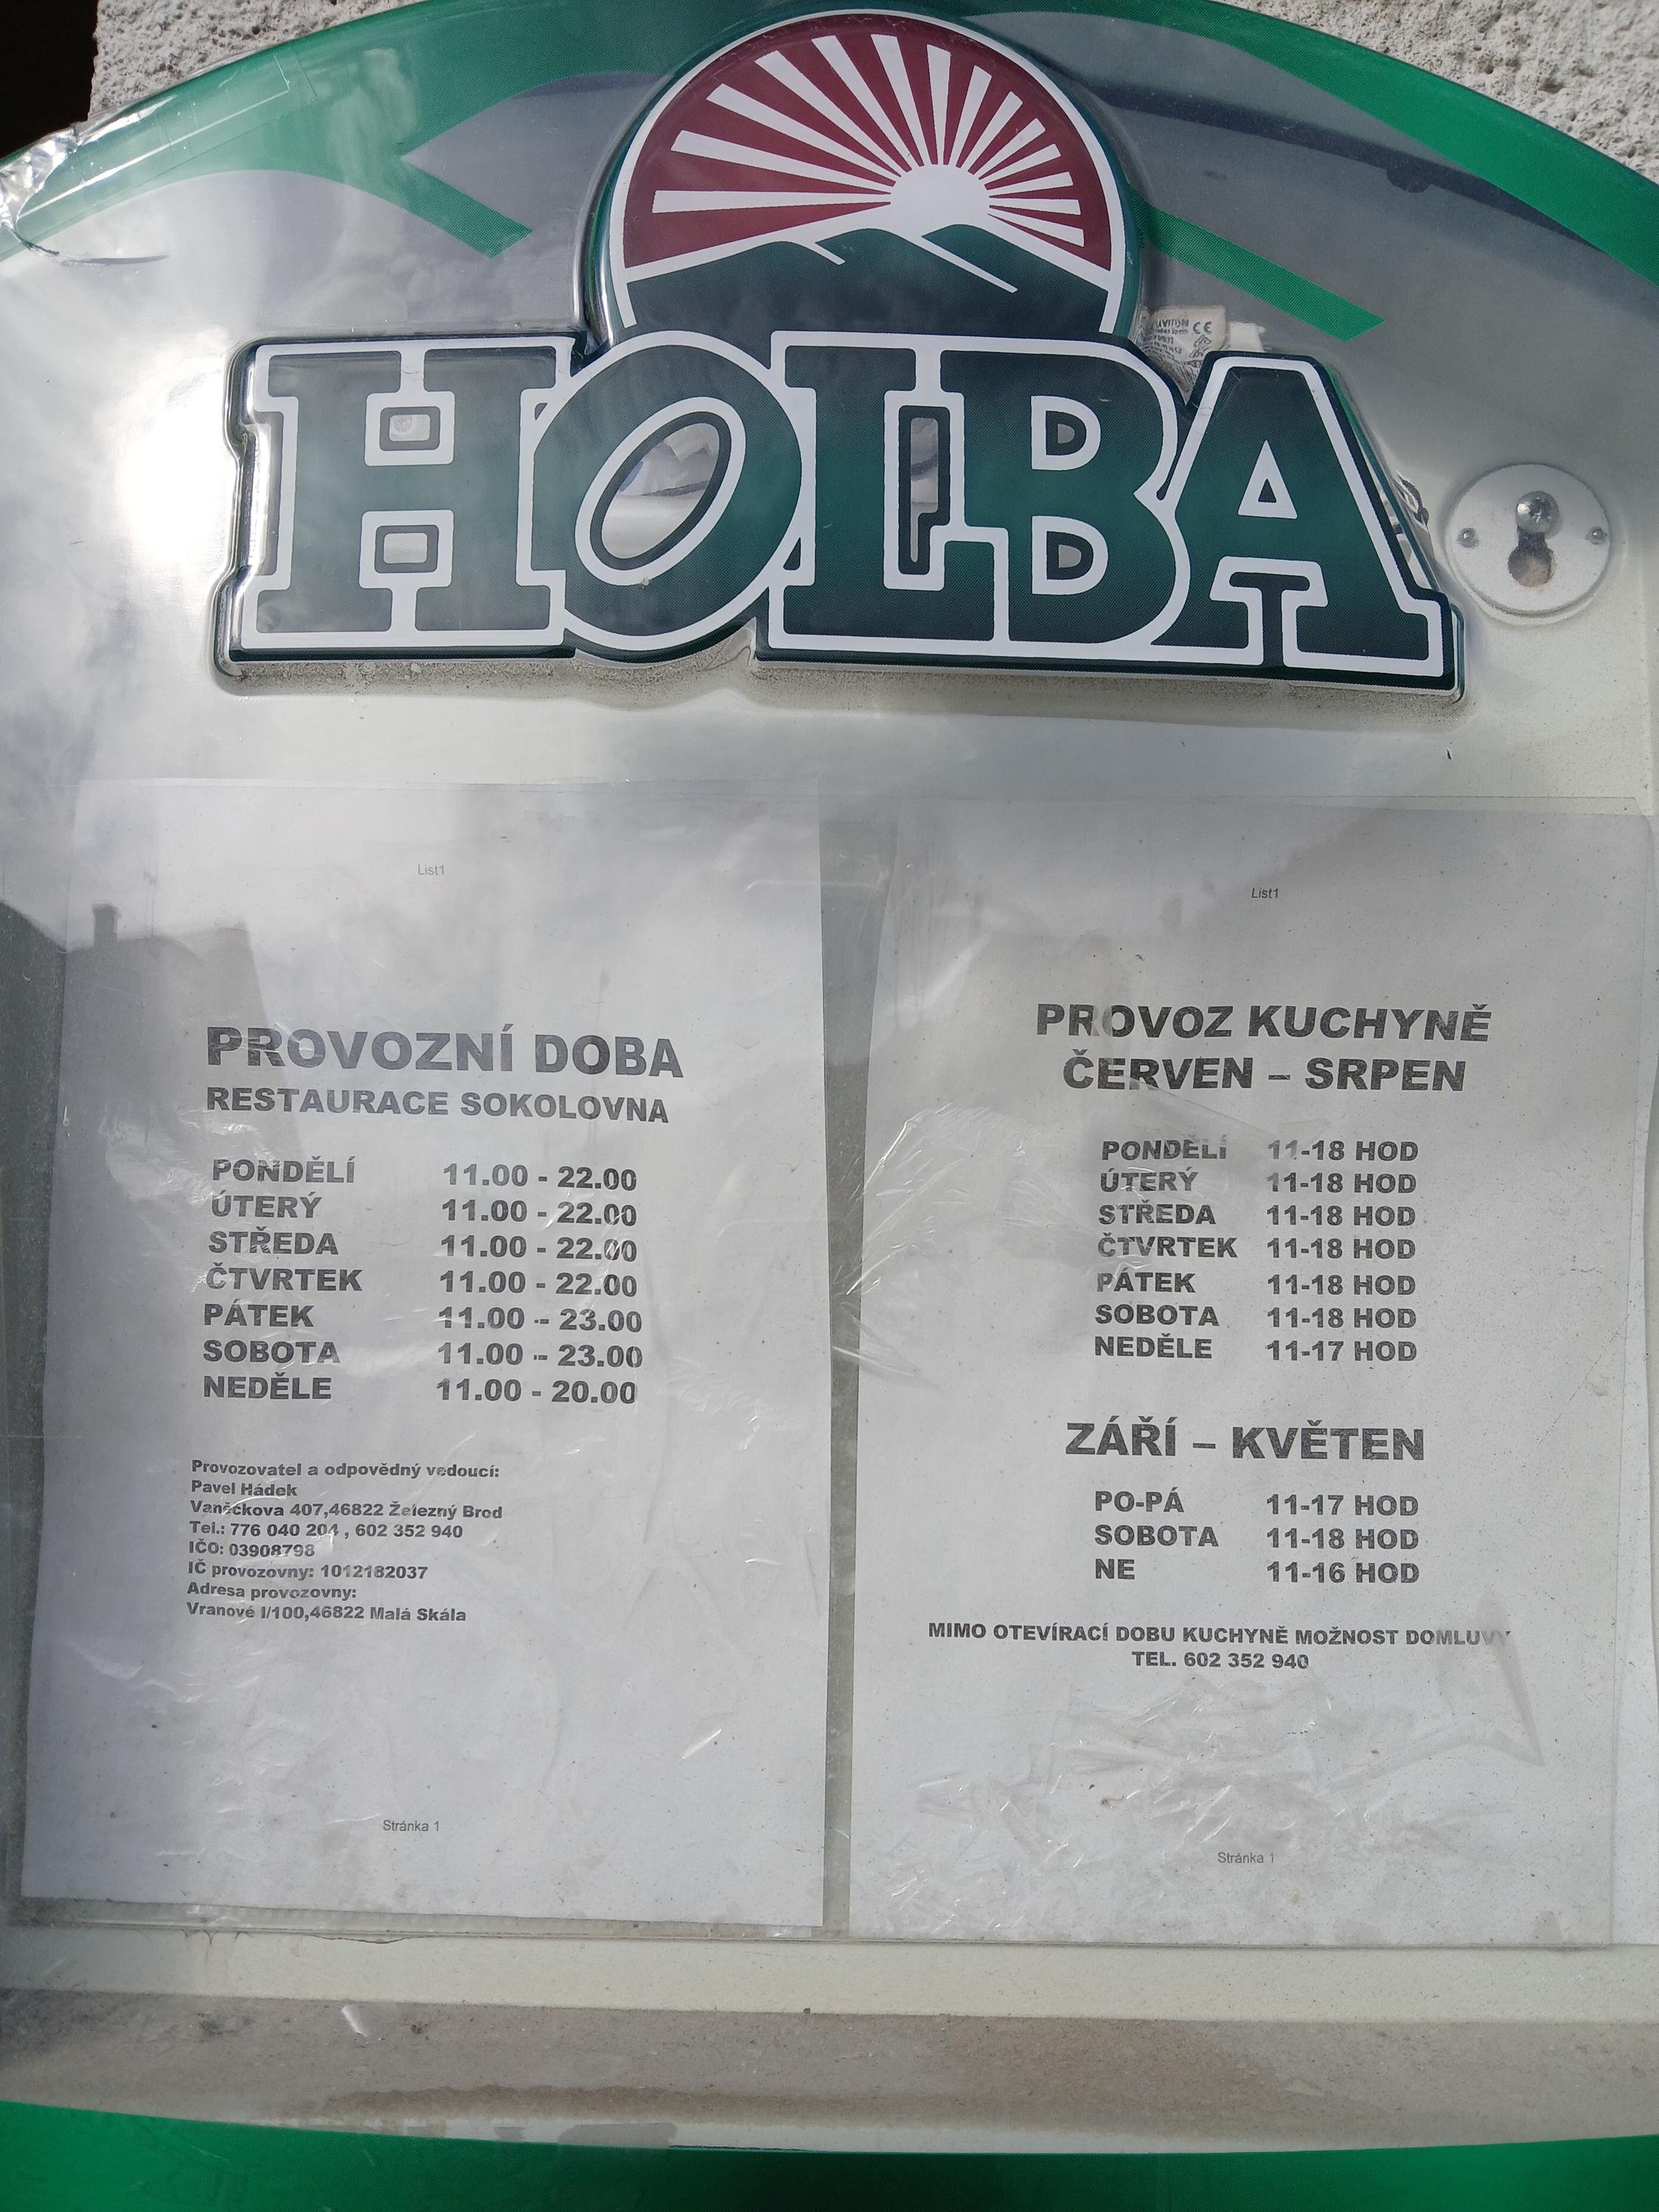 HOLBA
List1
PROVOZNÍ DOBA
RESTAURACE SOKOLOVNA
PONDĚLÍ 11.00 - 22.00
ÚTERÝ 11.00 - 22.00
STŘEDA 11.00 - 22.00
ČTVRTEK 11.00 - 22.00
PÁTEK 11.00 - 23.00
SOBOTA 11.00 - 23.00
NEDĚLE 11.00 - 20.00
Provozovatel a odpovědný vedoucí:
Pavel Hádek
Vaněčkova 407,46822 Železný Brod
Tel.: 776 040 204 , 602 352 940
IČO: 03908798
IČ provozovny: 1012182037
Adresa provozovny:
Vranové I/100,46822 Malá Skála
Stránka 1
List1
PROVOZ KUCHYNĚ
ČERVEN – SRPEN
PONDĚLÍ 11-18 HOD
ÚTERÝ 11-18 HOD
STŘEDA 11-18 HOD
ČTVRTEK 11-18 HOD
PÁTEK 11-18 HOD
SOBOTA 11-18 HOD
NEDĚLE 11-17 HOD
ZÁŘÍ – KVĚTEN
PO-PÁ 11-17 HOD
SOBOTA 11-18 HOD
NE 11-16 HOD
MIMO OTEVÍRACÍ DOBU KUCHYNĚ MOŽNOST DOMLUVY
TEL. 602 352 940
Stránka 1